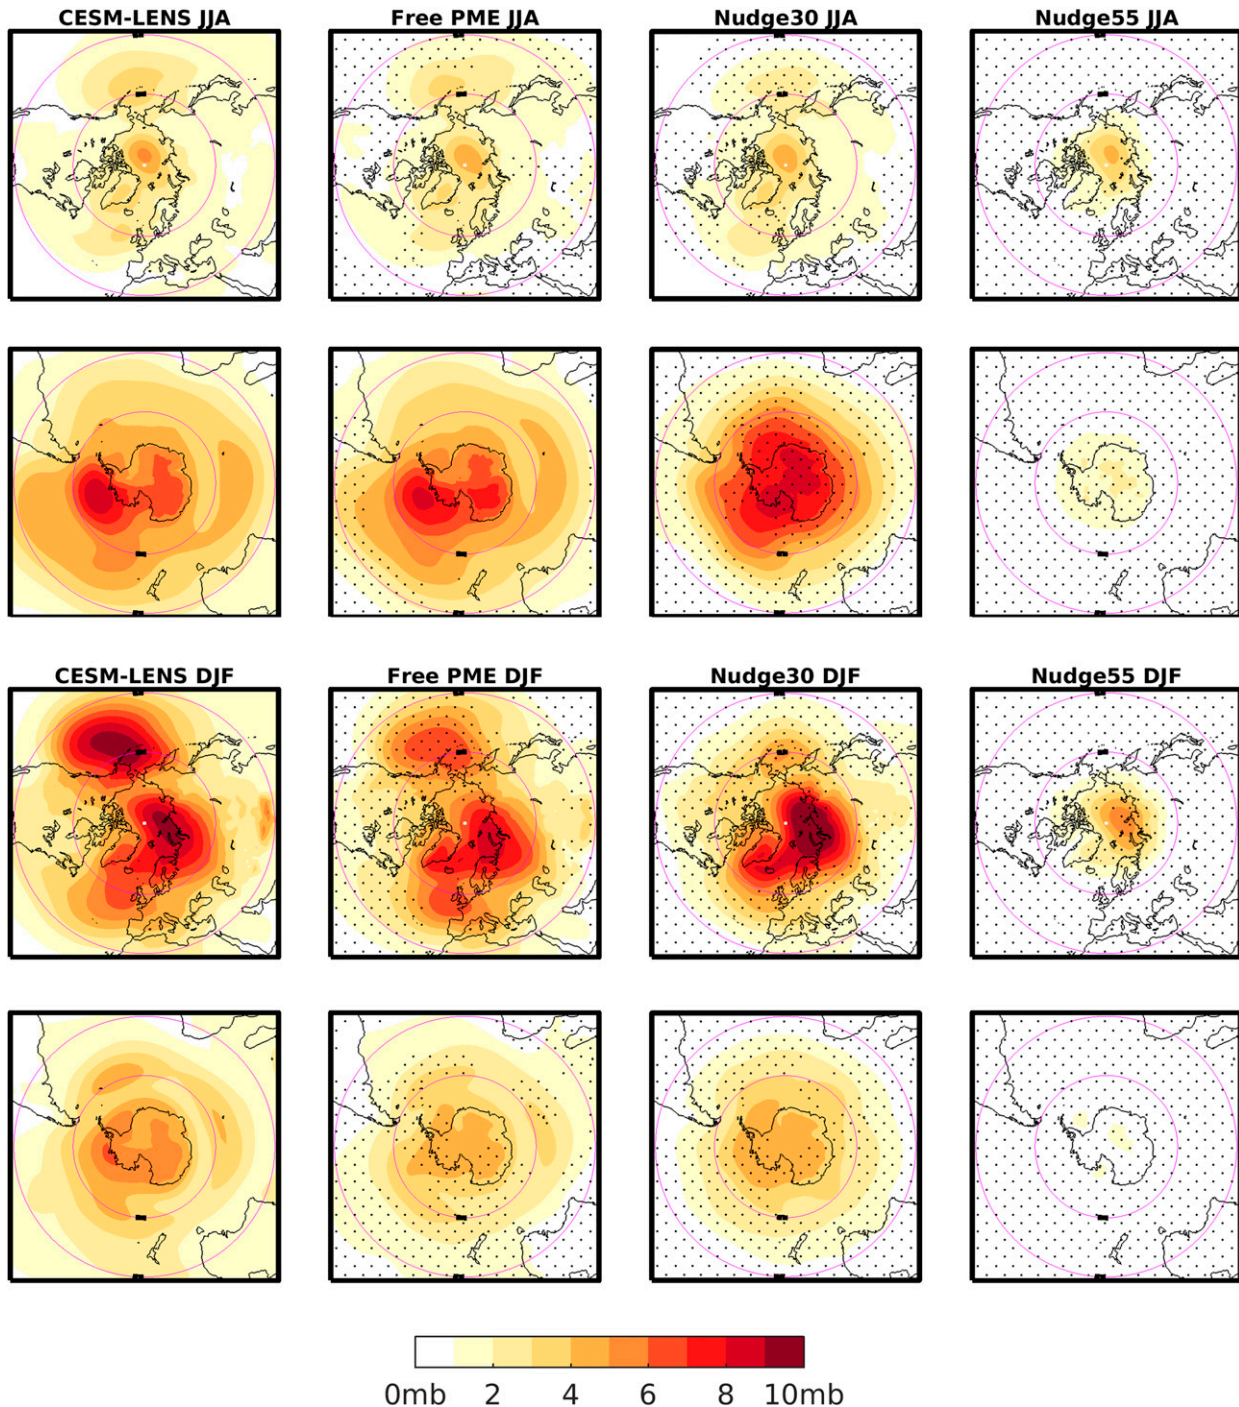 CESM-LENS JJA Free PME JJA Nudge30 JJA Nudge55 JJA
CESM-LENS DJF Free PME DJF Nudge30 DJF Nudge55 DJF
0mb 2 4 6 8 10mb